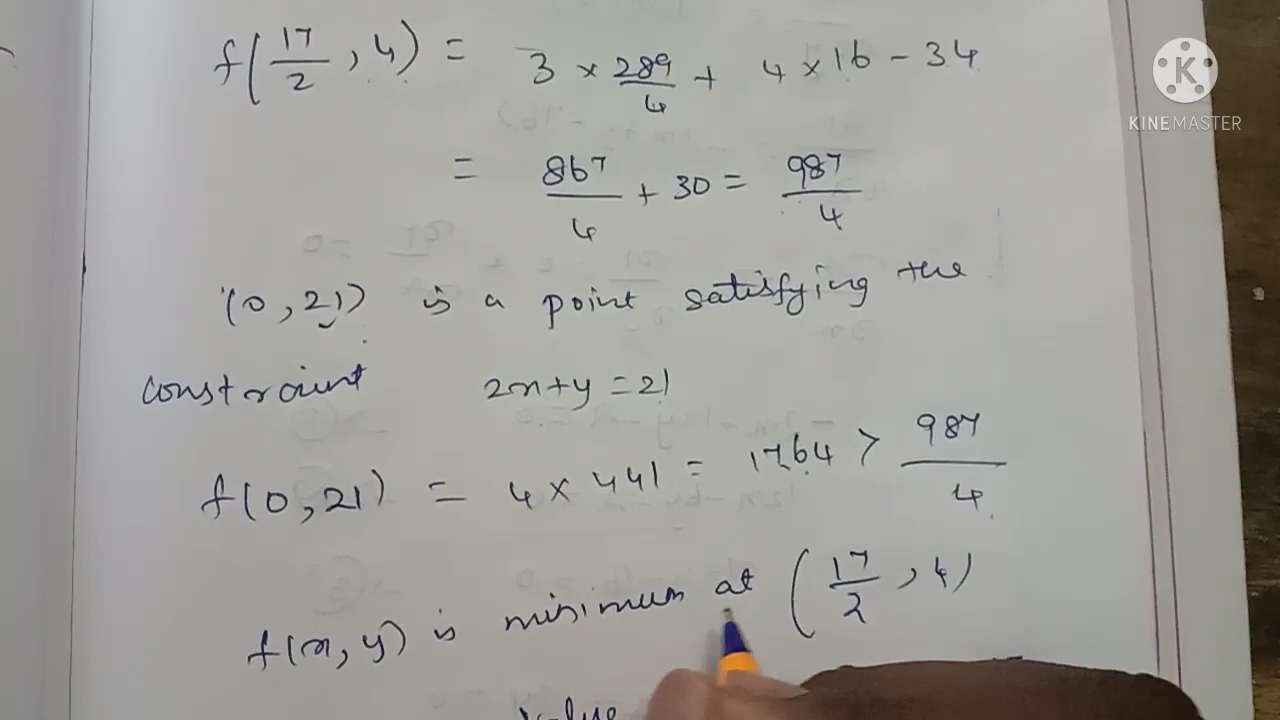 f(17/2, 4) = 3 × 289/4 + 4 × 16 - 34
= 867/4 + 30 = 987/4
(0, 21) is a point satisfying the
constraint 2x+y = 21
f(0, 21) = 4 × 441 = 1764 > 987/4
f(x, y) is minimum at (17/2, 4)
value
K
KINEMASTER